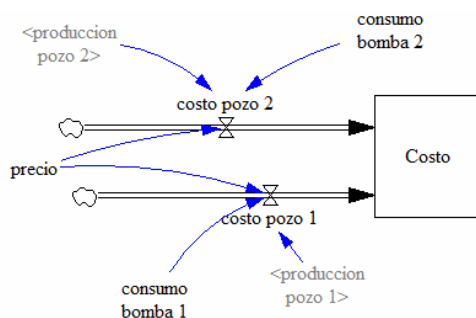 <produccion
pozo 2>
consumo
bomba 2
costo pozo 2
precio
Costo
costo pozo 1
consumo
bomba 1
<produccion
pozo 1>